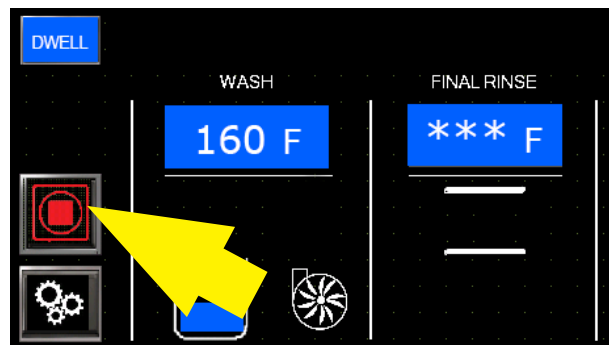 DWELL
WASH
FINAL RINSE
160 F
*** F